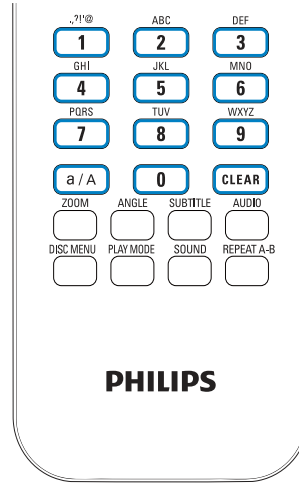 .,?!'@ ABC DEF
1 2 3
GHI JKL MNO
4 5 6
PQRS TUV WXYZ
7 8 9
a / A 0 CLEAR
ZOOM ANGLE SUBTITLE AUDIO
DISC MENU PLAY MODE SOUND REPEAT A-B
PHILIPS